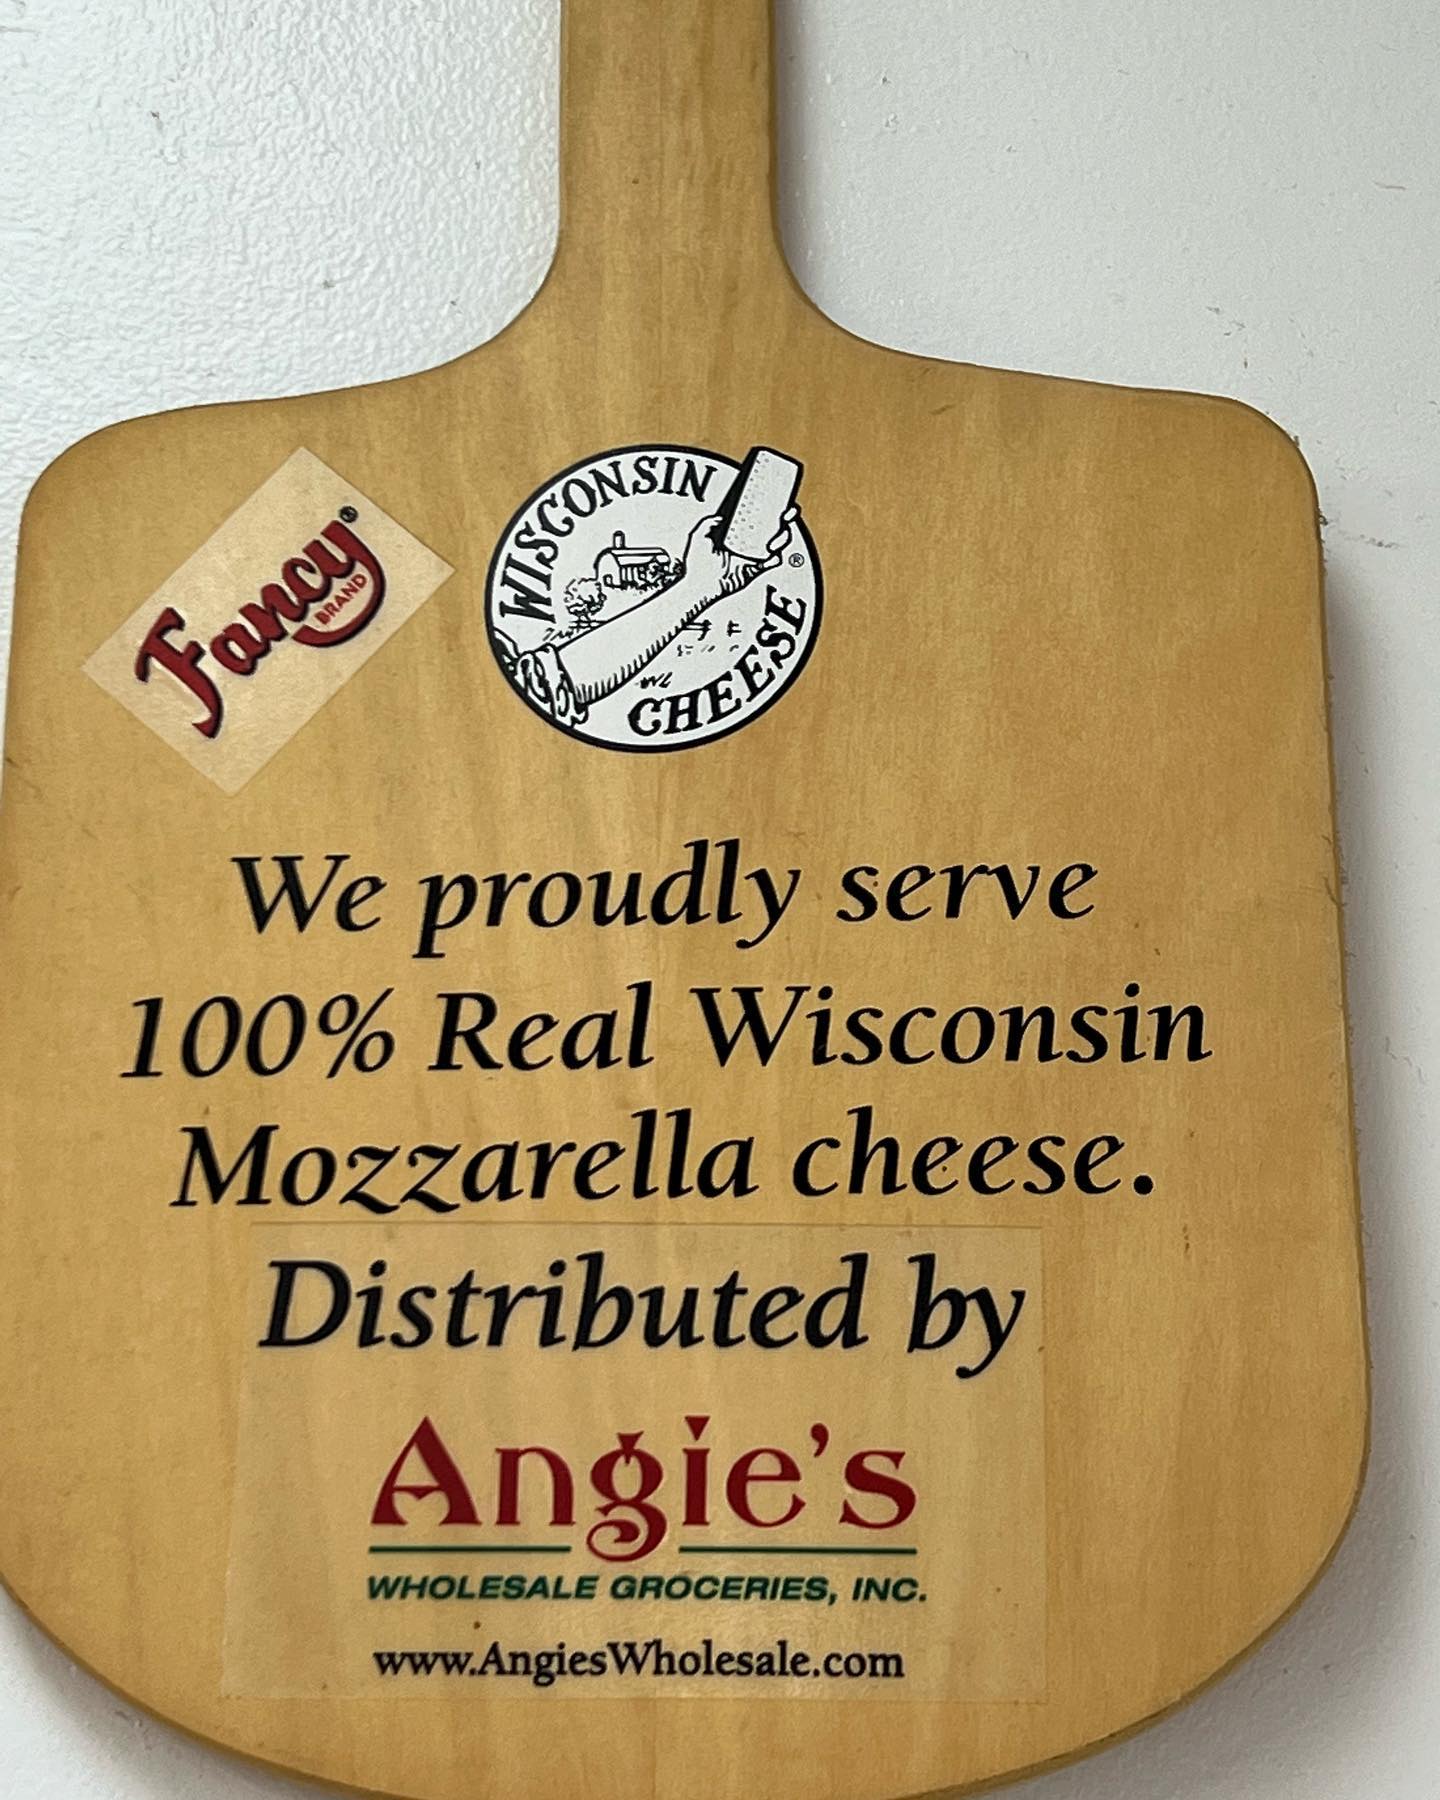 Fancy®
BRAND
WISCONSIN
CHEESE
®
We proudly serve
100% Real Wisconsin
Mozzarella cheese.
Distributed by
Angie's
WHOLESALE GROCERIES, INC.
www.AngiesWholesale.com